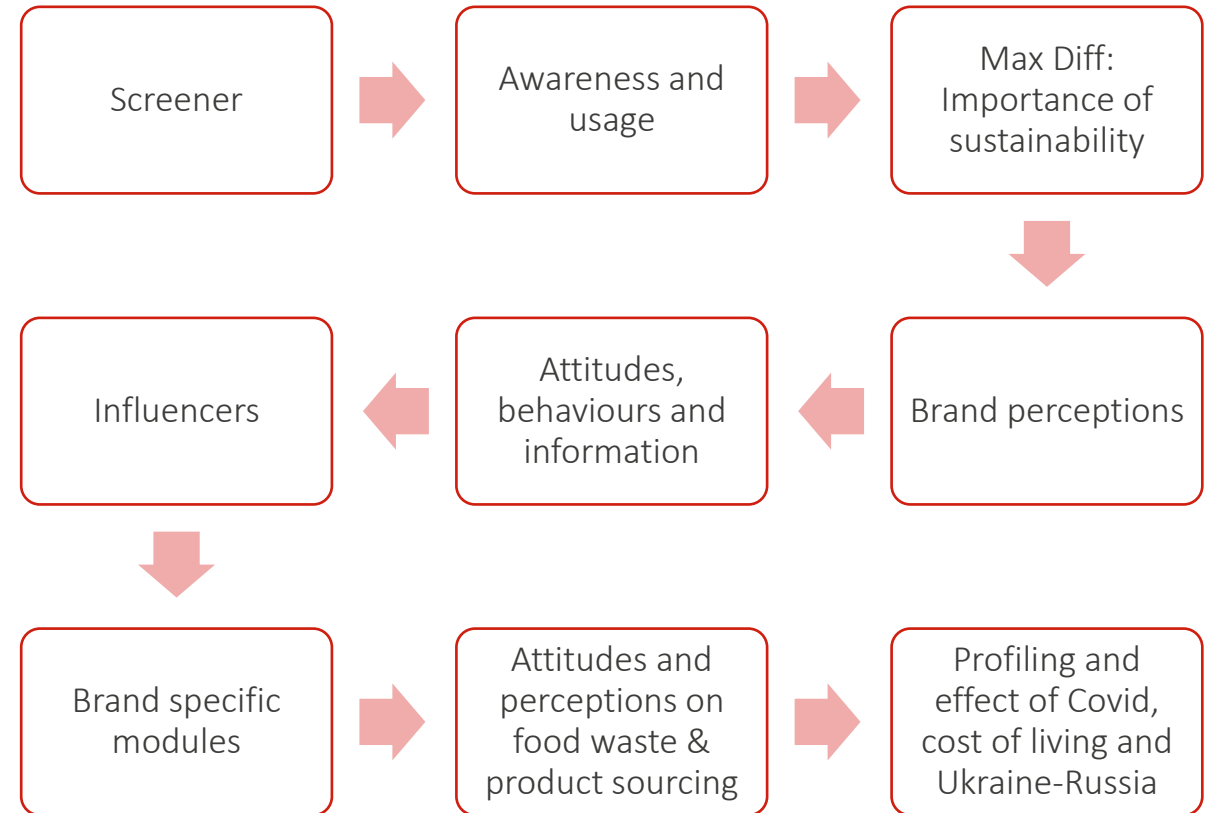 Screener
Awareness and
usage
Max Diff:
Importance of
sustainability
Brand perceptions
Attitudes,
behaviours and
information
Influencers
Brand specific
modules
Attitudes and
perceptions on
food waste &
product sourcing
Profiling and
effect of Covid,
cost of living and
Ukraine-Russia